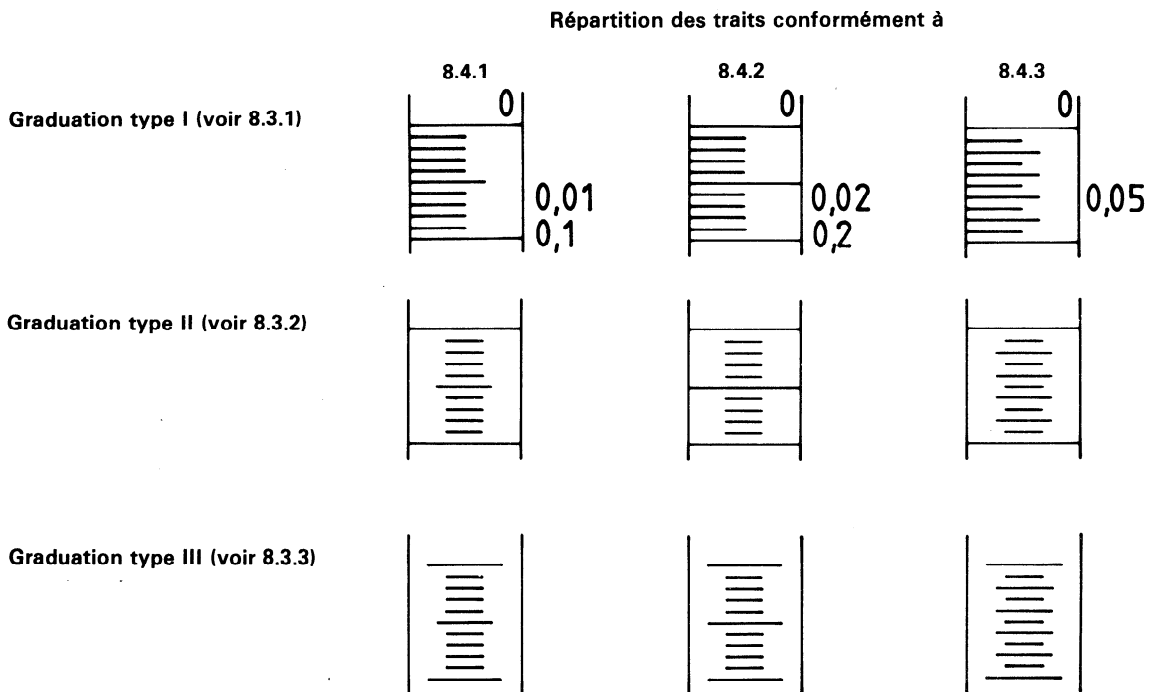 Répartition des traits conformément à
8.4.1 8.4.2 8.4.3
Graduation type I (voir 8.3.1)
0 0 0
0,01 0,02 0,05
0,1 0,2
Graduation type II (voir 8.3.2)
Graduation type III (voir 8.3.3)